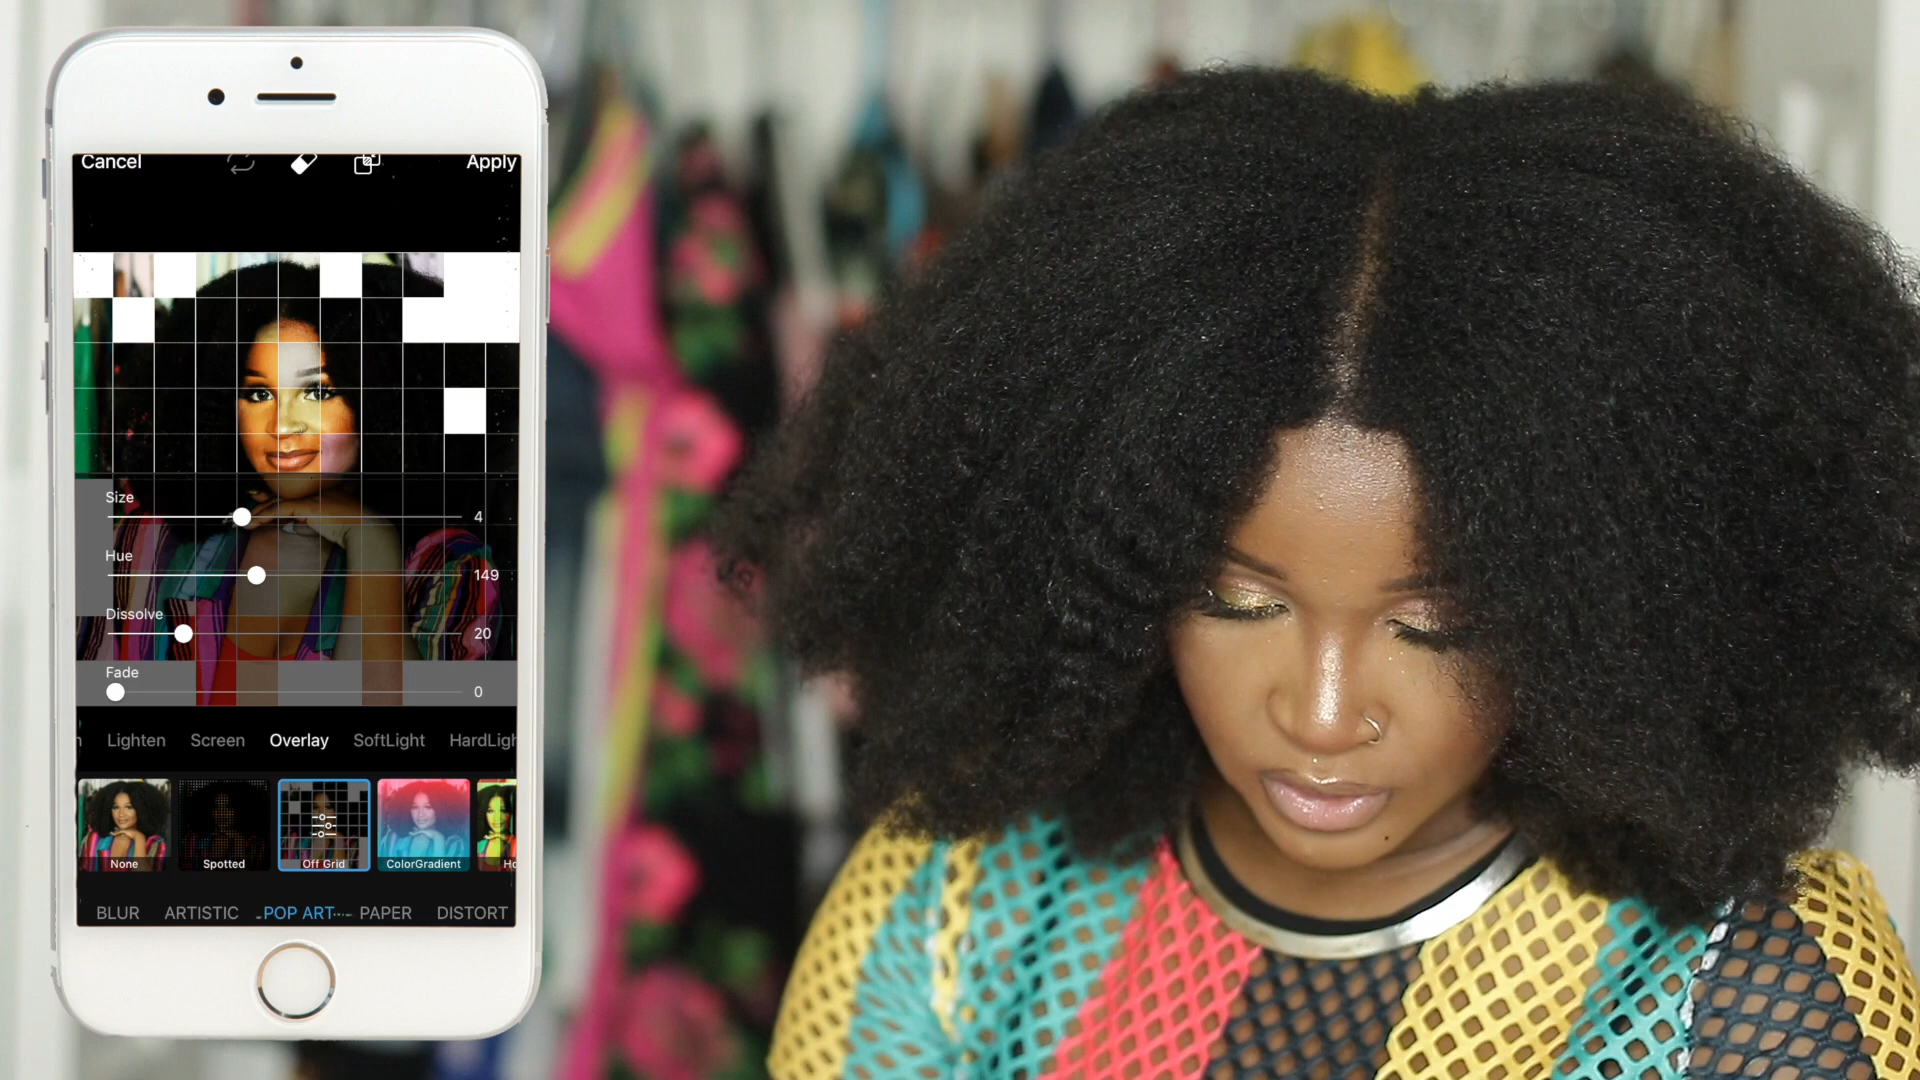 Cancel Apply
Size
4
Hue
149
Dissolve
20
Fade
0
Lighten Screen Overlay SoftLight
None Spotted Off Grid ColorGradient
BLUR ARTISTIC POP ART PAPER DISTORT